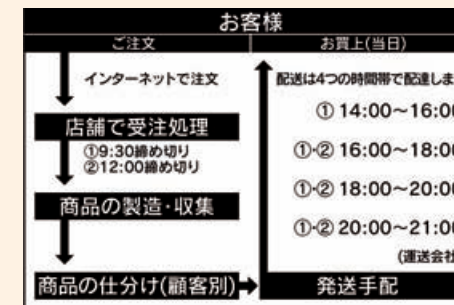 お客様
ご注文
お買上(当日)
インターネットで注文
店舗で受注処理
①9:30締め切り
②12:00締め切り
商品の製造・収集
商品の仕分け(顧客別)
配送は4つの時間帯で配達しま
① 14:00～16:00
①・② 16:00～18:00
①・② 18:00～20:00
①・② 20:00～21:00
(運送会社
発送手配